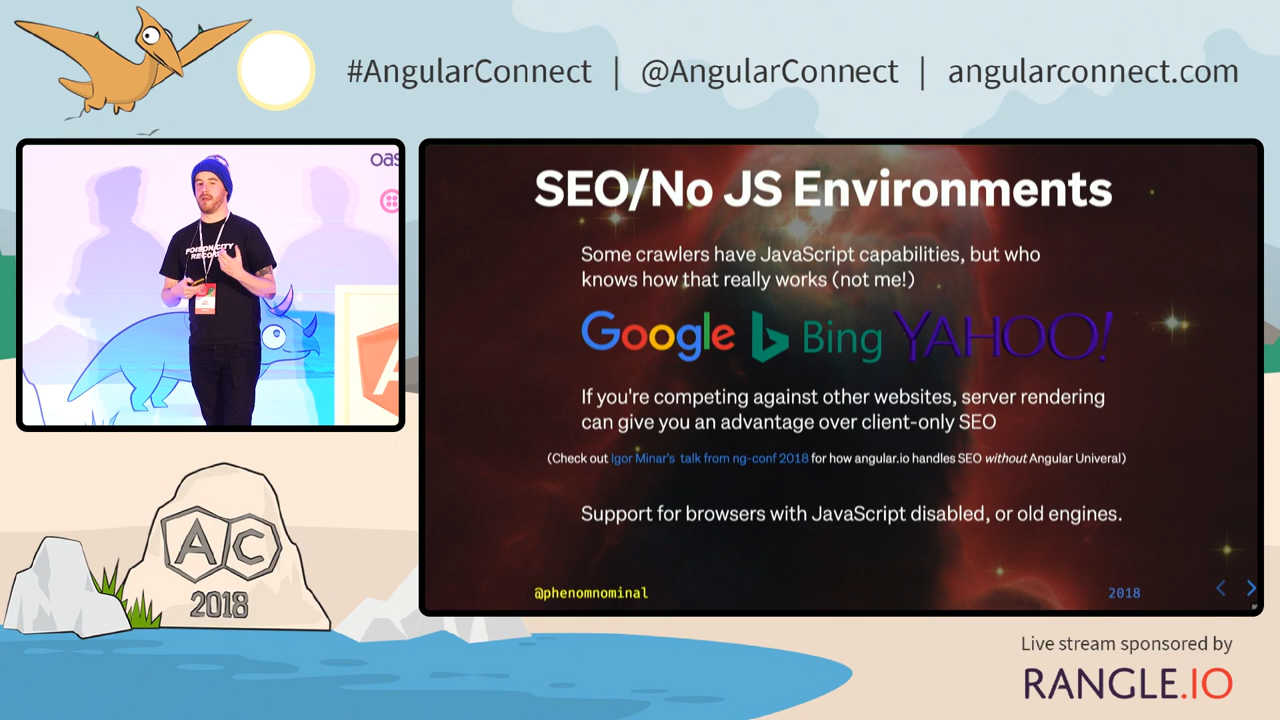 #AngularConnect | @AngularConnect | angularconnect.com
oas
POISON CITY
RECOR
SEO/No JS Environments
Some crawlers have JavaScript capabilities, but who
knows how that really works (not me!)
Google Bing YAHOO!
If you're competing against other websites, server rendering
can give you an advantage over client-only SEO
(Check out Igor Minar's talk from ng-conf 2018 for how angular.io handles SEO without Angular Univeral)
Support for browsers with JavaScript disabled, or old engines.
@phenomnominal
2018
AC
2018
Live stream sponsored by
RANGLE.IO